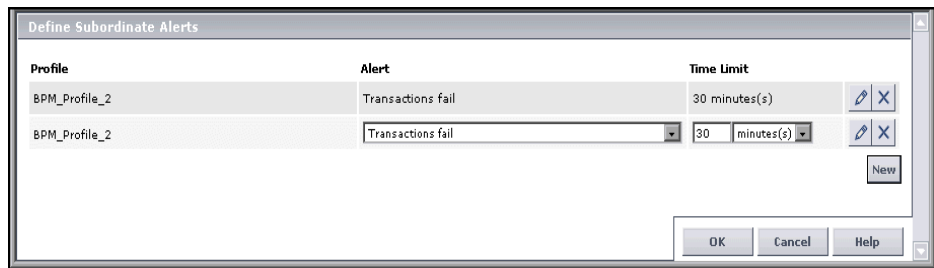 Define Subordinate Alerts
Profile Alert Time Limit
BPM_Profile_2 Transactions fail 30 minutes(s)
BPM_Profile_2 Transactions fail 30 minutes(s)
New
OK Cancel Help